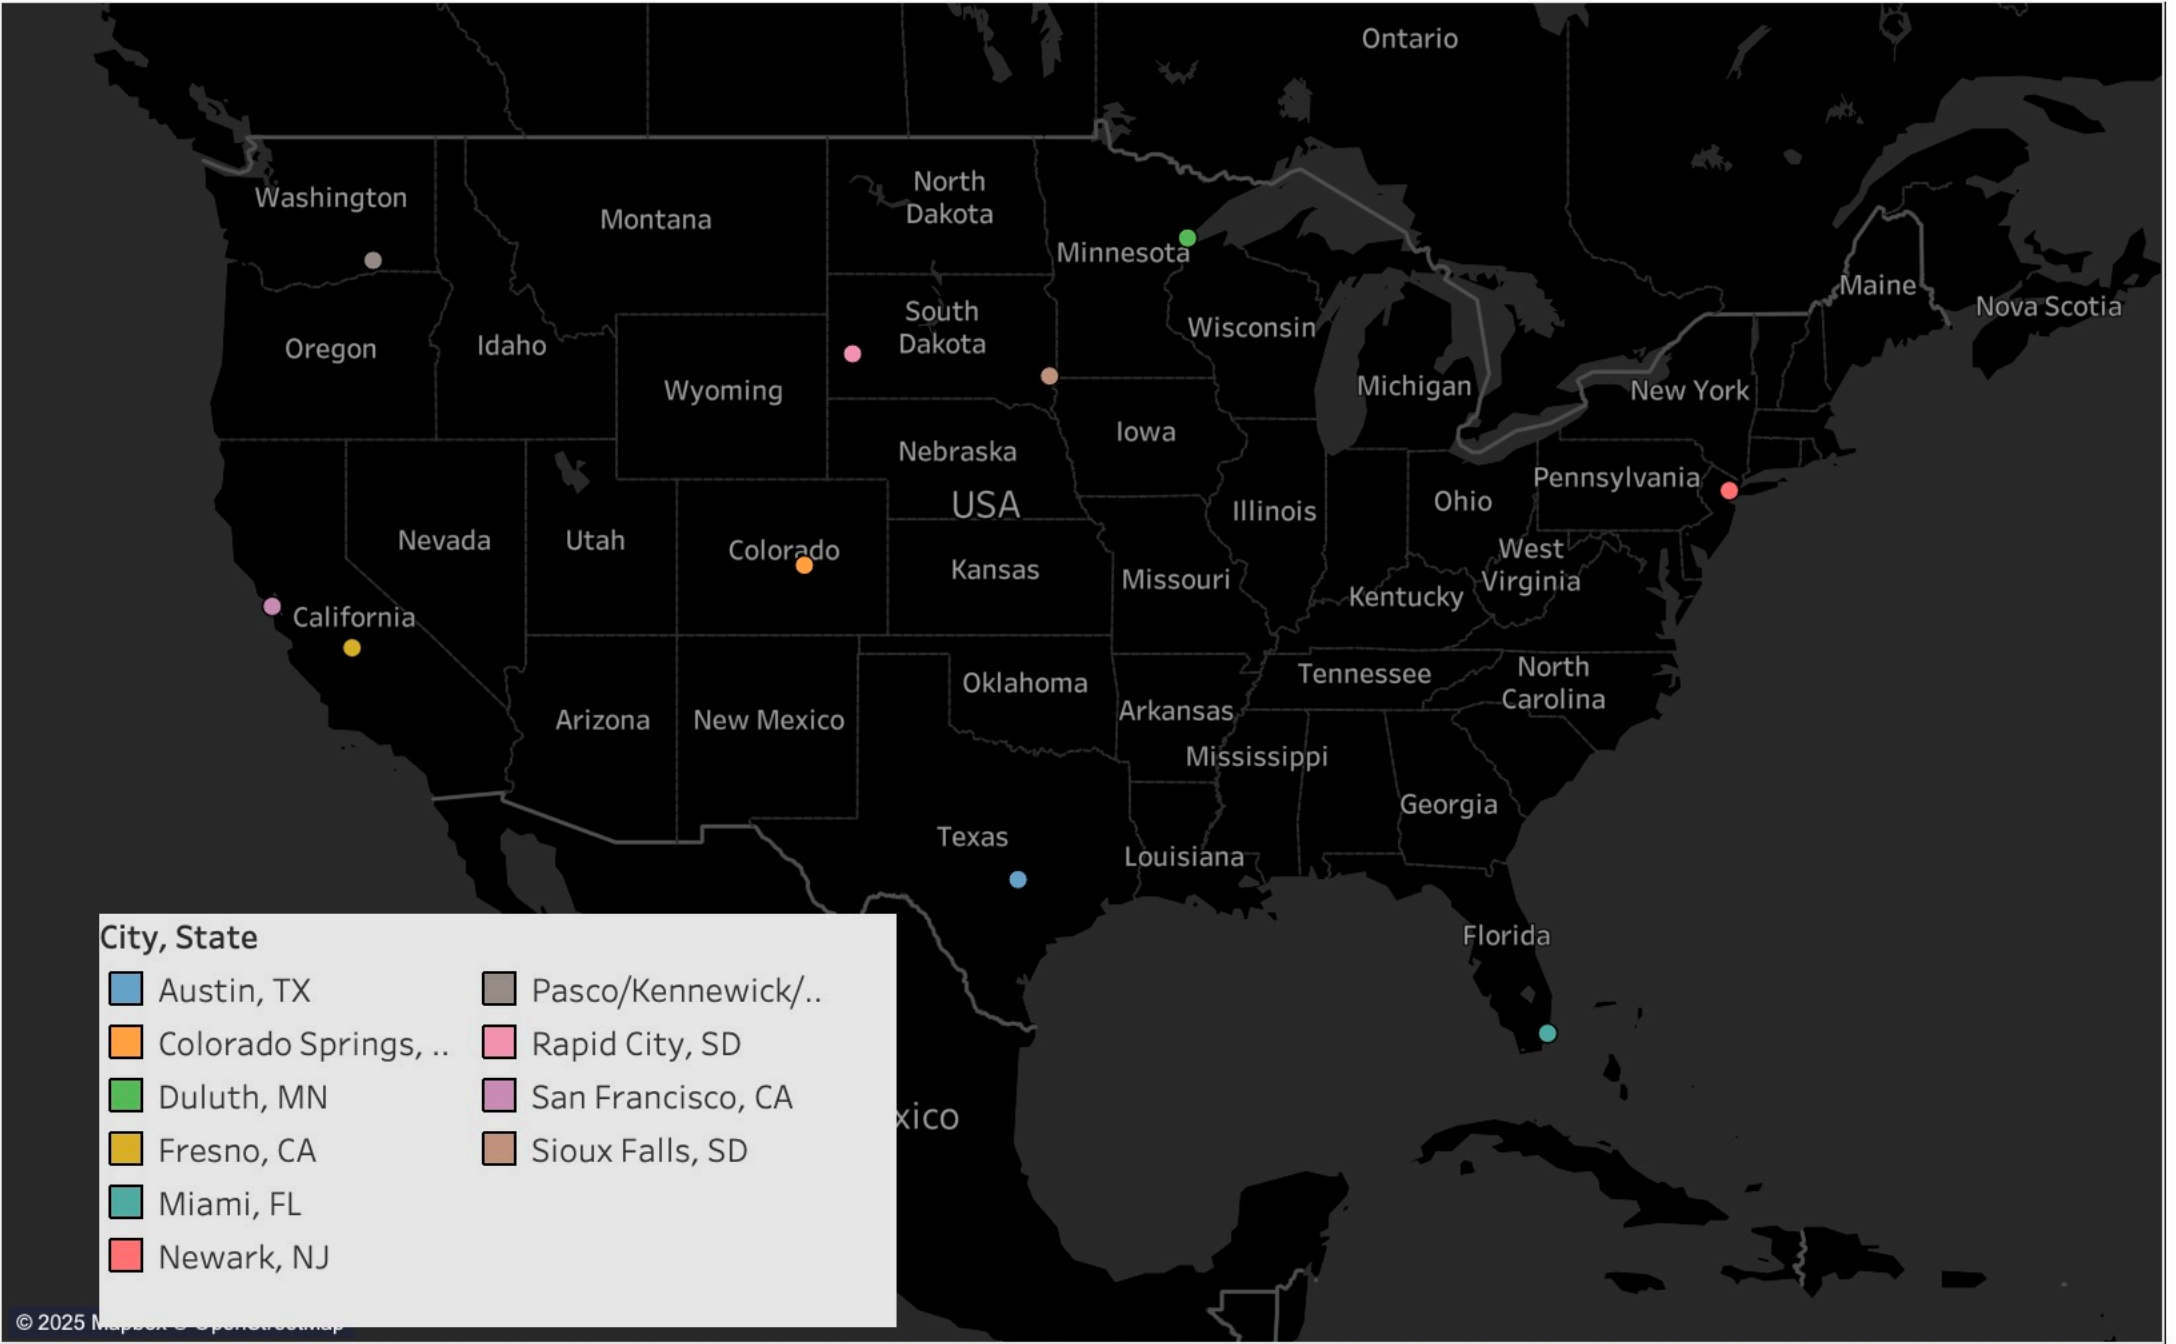 Ontario
Washington
Montana
North
Dakota
Minnesota
Maine
Nova Scotia
South
Dakota
Wisconsin
Oregon
Idaho
Wyoming
Michigan
New York
Iowa
Nebraska
Pennsylvania
USA
Ohio
Illinois
Nevada
Utah
Colorado
Kansas
West
Virginia
Missouri
Kentucky
California
Tennessee
North
Carolina
Oklahoma
Arkansas
Arizona
New Mexico
Mississippi
Georgia
Texas
Louisiana
Florida
xico
City, State
Austin, TX
Colorado Springs, ..
Duluth, MN
Fresno, CA
Miami, FL
Newark, NJ
Pasco/Kennewick/..
Rapid City, SD
San Francisco, CA
Sioux Falls, SD
© 2025 Mapbox © OpenStreetMap